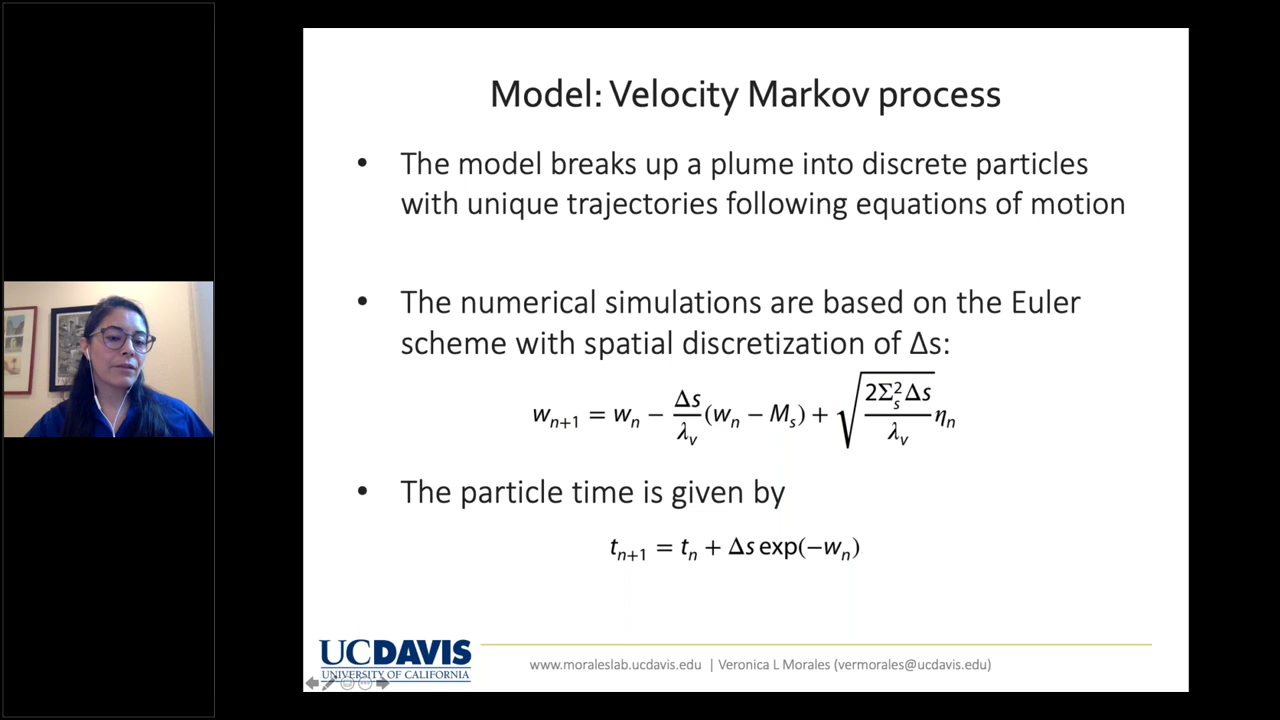 Model: Velocity Markov process
• The model breaks up a plume into discrete particles
with unique trajectories following equations of motion
• The numerical simulations are based on the Euler
scheme with spatial discretization of Δs:
wₙ₊₁ = wₙ − Δs/λᵥ (wₙ − Mₛ) + √(2Σₛ²Δs/λᵥ) ηₙ
• The particle time is given by
tₙ₊₁ = tₙ + Δs exp(−wₙ)
UCDAVIS
UNIVERSITY OF CALIFORNIA
www.moraleslab.ucdavis.edu | Veronica L Morales (vermorales@ucdavis.edu)